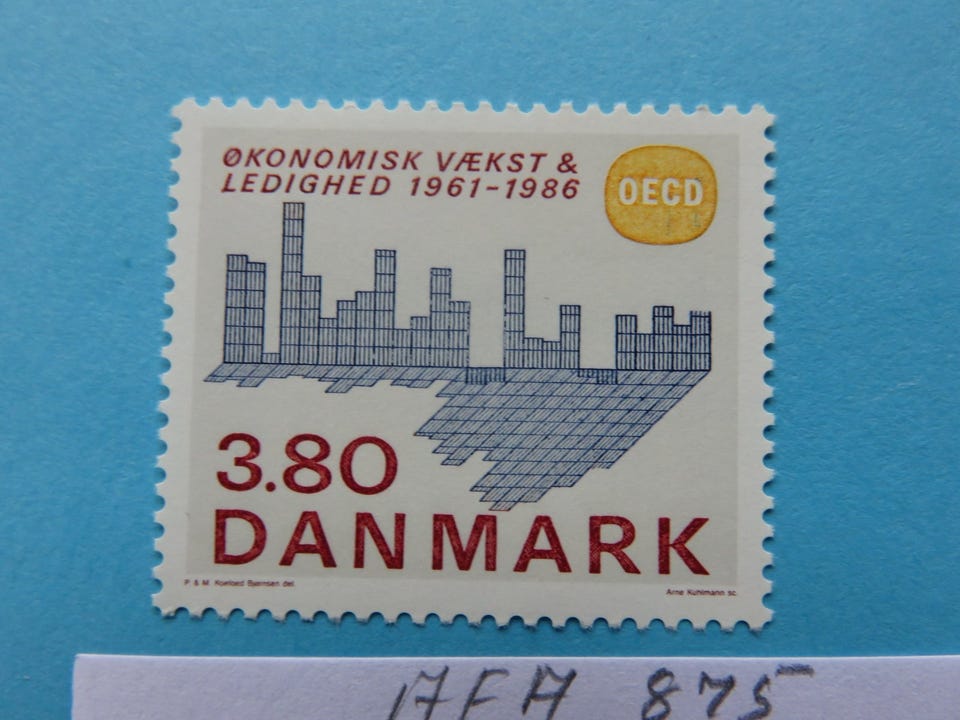 ØKONOMISK VÆKST &
LEDIGHED 1961-1986
OECD
3.80
DANMARK
P. & M. Koefoed Bjørnsen del.
Arne Kühlmann sc.
AFA 875